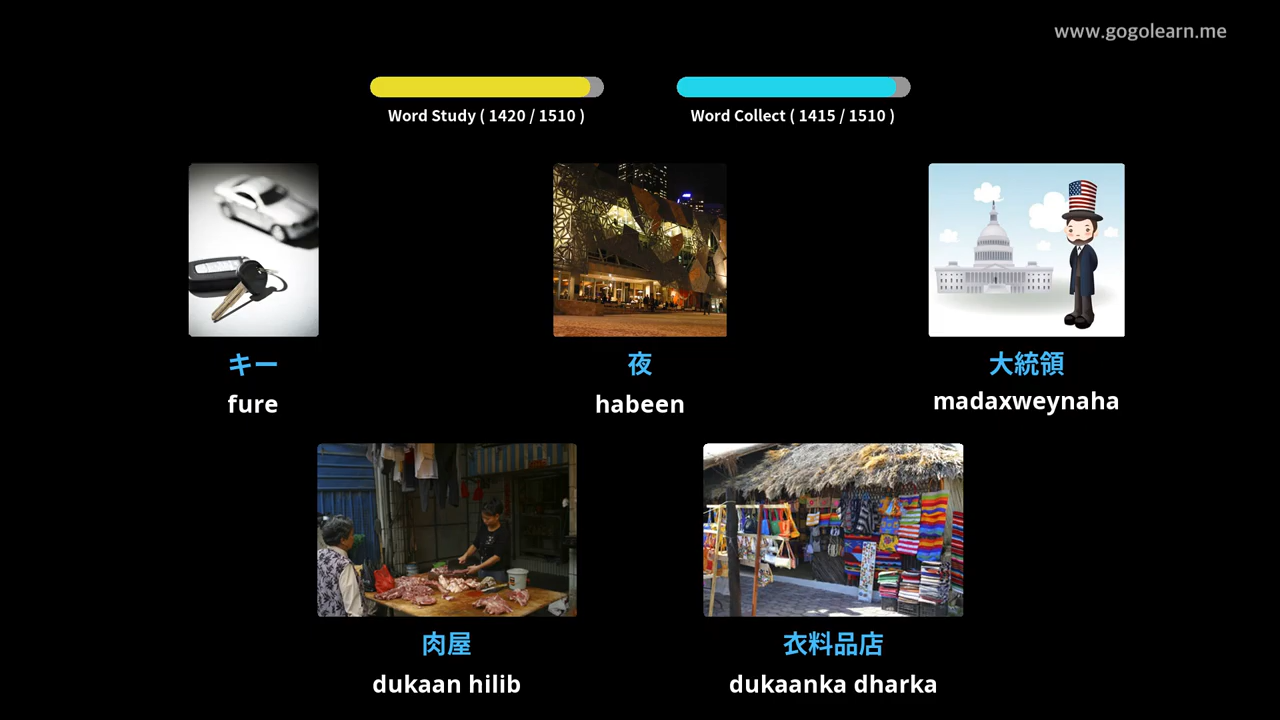 www.gogolearn.me
Word Study ( 1420 / 1510 )
Word Collect ( 1415 / 1510 )
キー
fure
夜
habeen
大統領
madaxweynaha
肉屋
dukaan hilib
衣料品店
dukaanka dharka